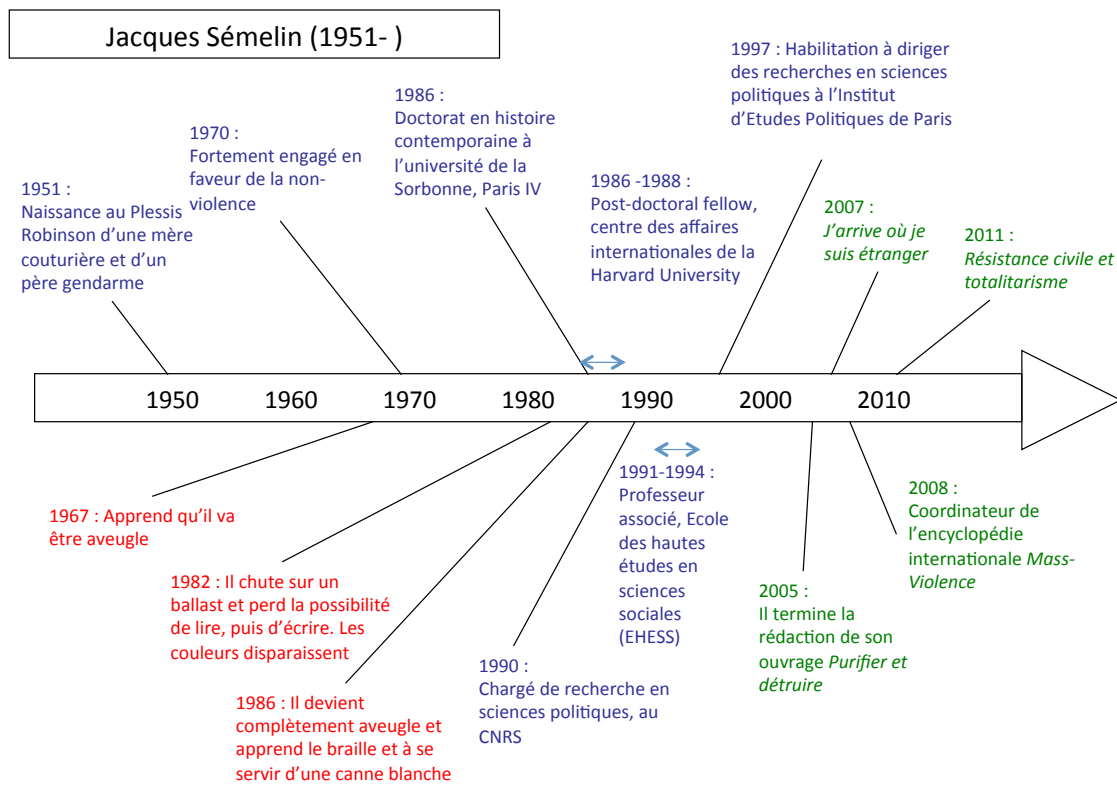 Jacques Sémelin (1951- )
1951 :
Naissance au Plessis
Robinson d'une mère
couturière et d'un
père gendarme
1970 :
Fortement engagé en
faveur de la non-
violence
1986 :
Doctorat en histoire
contemporaine à
l'université de la
Sorbonne, Paris IV
1986 -1988 :
Post-doctoral fellow,
centre des affaires
internationales de la
Harvard University
1997 : Habilitation à diriger
des recherches en sciences
politiques à l'Institut
d'Etudes Politiques de Paris
2007 :
J'arrive où je
suis étranger
2011 :
Résistance civile et
totalitarisme
1950 1960 1970 1980 1990 2000 2010
1967 : Apprend qu'il va
être aveugle
1982 : Il chute sur un
ballast et perd la possibilité
de lire, puis d'écrire. Les
couleurs disparaissent
1986 : Il devient
complètement aveugle et
apprend le braille et à se
servir d'une canne blanche
1990 :
Chargé de recherche en
sciences politiques, au
CNRS
1991-1994 :
Professeur
associé, Ecole
des hautes
études en
sciences
sociales
(EHESS)
2005 :
Il termine la
rédaction de son
ouvrage Purifier et
détruire
2008 :
Coordinateur de
l'encyclopédie
internationale Mass-
Violence